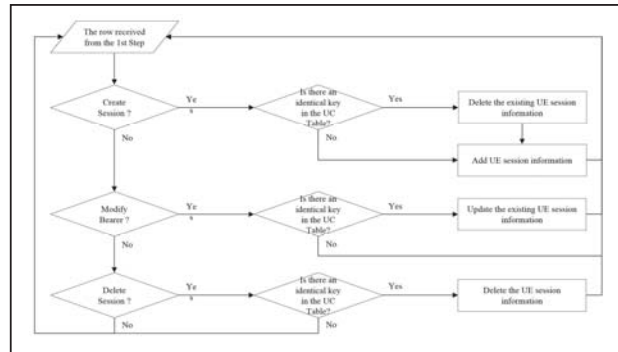 The row received
from the 1st Step
Create
Session ?
Ye
s
Is there an
identical key
in the UC
Table?
Yes
Delete the existing UE session
information
No
No
Add UE session information
Modify
Bearer ?
Ye
s
Is there an
identical key
in the UC
Table?
Yes
Update the existing UE session
information
No
No
Delete
Session ?
Ye
s
Is there an
identical key
in the UC
Table?
Yes
Delete the UE session
information
No
No